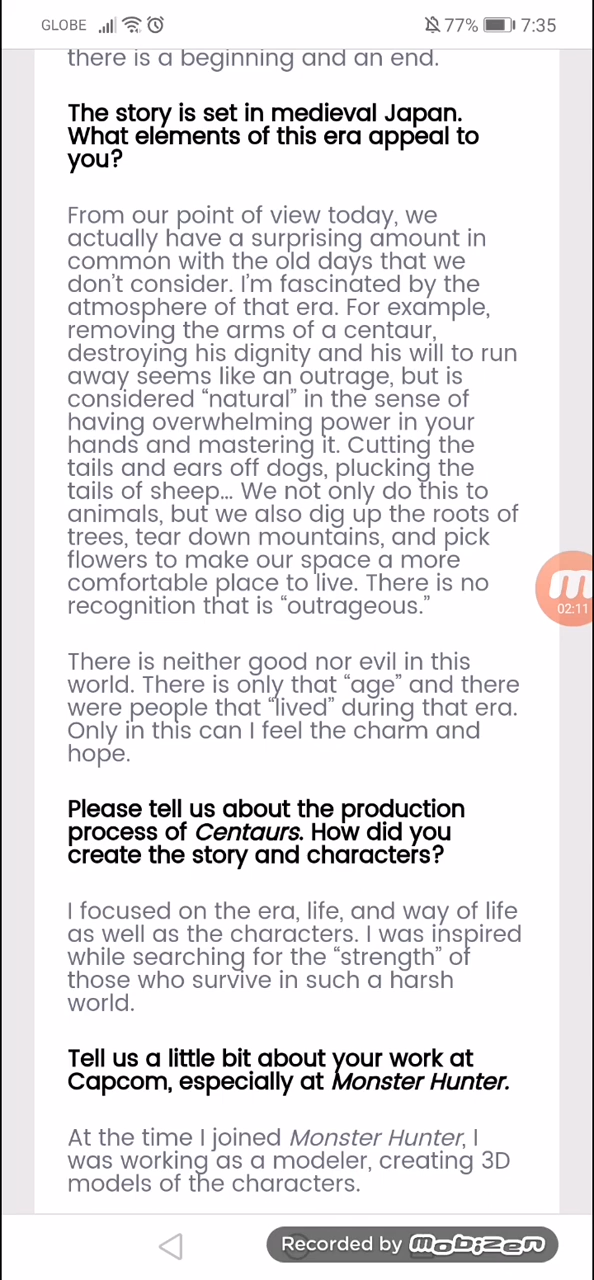 GLOBE 77% 7:35
there is a beginning and an end.
The story is set in medieval Japan.
What elements of this era appeal to
you?
From our point of view today, we
actually have a surprising amount in
common with the old days that we
don’t consider. I’m fascinated by the
atmosphere of that era. For example,
removing the arms of a centaur,
destroying his dignity and his will to run
away seems like an outrage, but is
considered “natural” in the sense of
having overwhelming power in your
hands and mastering it. Cutting the
tails and ears off dogs, plucking the
tails of sheep... We not only do this to
animals, but we also dig up the roots of
trees, tear down mountains, and pick
flowers to make our space a more
comfortable place to live. There is no
recognition that is “outrageous.”
02:11
There is neither good nor evil in this
world. There is only that “age” and there
were people that “lived” during that era.
Only in this can I feel the charm and
hope.
Please tell us about the production
process of Centaurs. How did you
create the story and characters?
I focused on the era, life, and way of life
as well as the characters. I was inspired
while searching for the “strength” of
those who survive in such a harsh
world.
Tell us a little bit about your work at
Capcom, especially at Monster Hunter.
At the time I joined Monster Hunter, I
was working as a modeler, creating 3D
models of the characters.
Recorded by mobizen